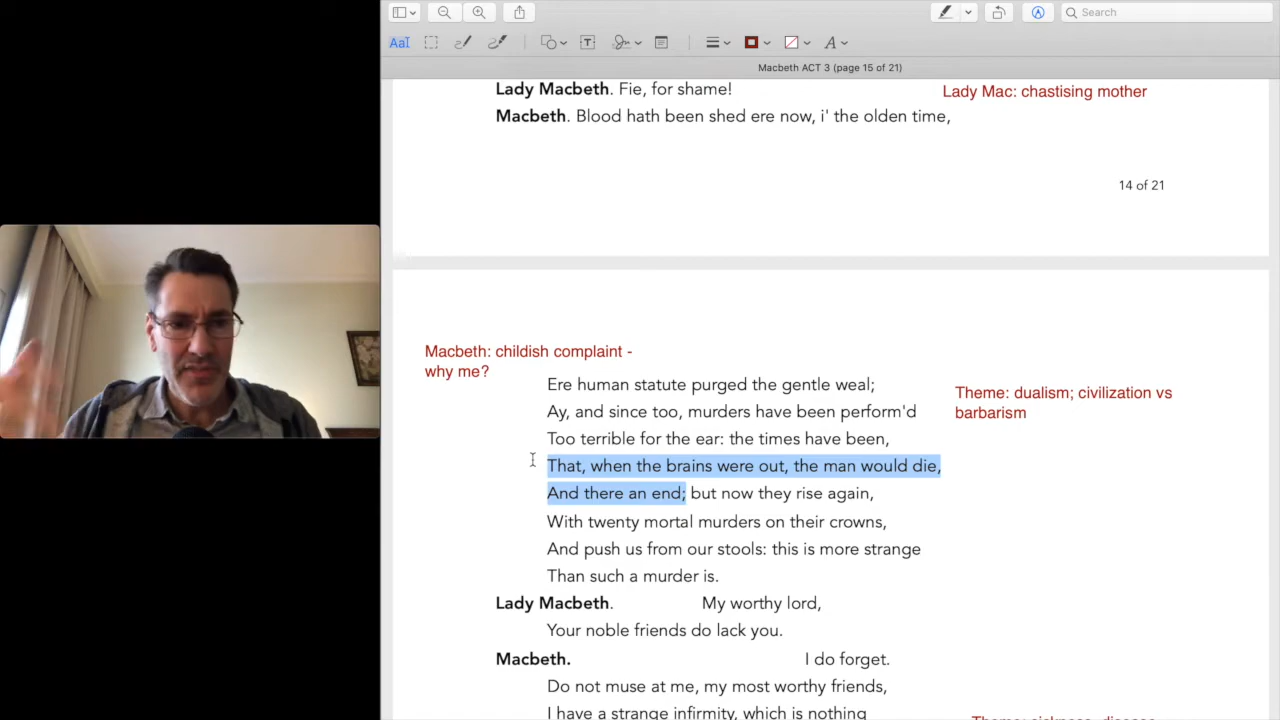 Search
AaI
Macbeth ACT 3 (page 15 of 21)
Lady Macbeth. Fie, for shame!
Lady Mac: chastising mother
Macbeth. Blood hath been shed ere now, i' the olden time,
14 of 21
Macbeth: childish complaint -
why me?
Ere human statute purged the gentle weal;
Theme: dualism; civilization vs
barbarism
Ay, and since too, murders have been perform'd
Too terrible for the ear: the times have been,
That, when the brains were out, the man would die,
And there an end; but now they rise again,
With twenty mortal murders on their crowns,
And push us from our stools: this is more strange
Than such a murder is.
Lady Macbeth. My worthy lord,
Your noble friends do lack you.
Macbeth. I do forget.
Do not muse at me, my most worthy friends,
I have a strange infirmity, which is nothing
Theme: sickness, disease